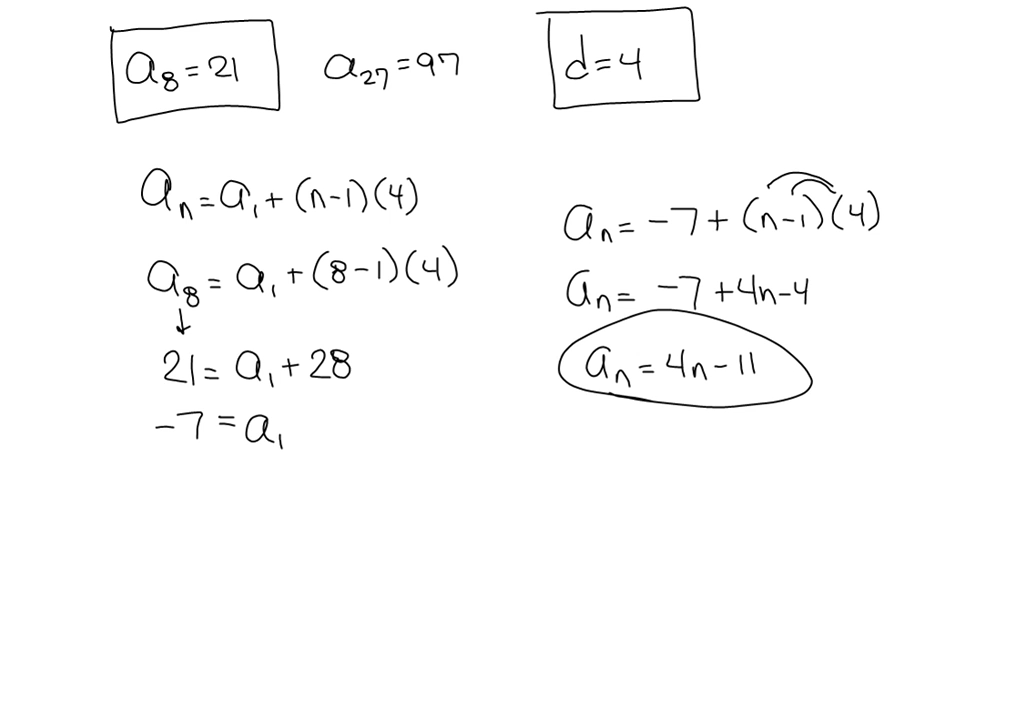 a₈ = 21   a₂₇ = 97   d = 4
aₙ = a₁ + (n-1)(4)
a₈ = a₁ + (8-1)(4)
↓
21 = a₁ + 28
-7 = a₁
aₙ = -7 + (n-1)(4)
aₙ = -7 + 4n - 4
aₙ = 4n - 11